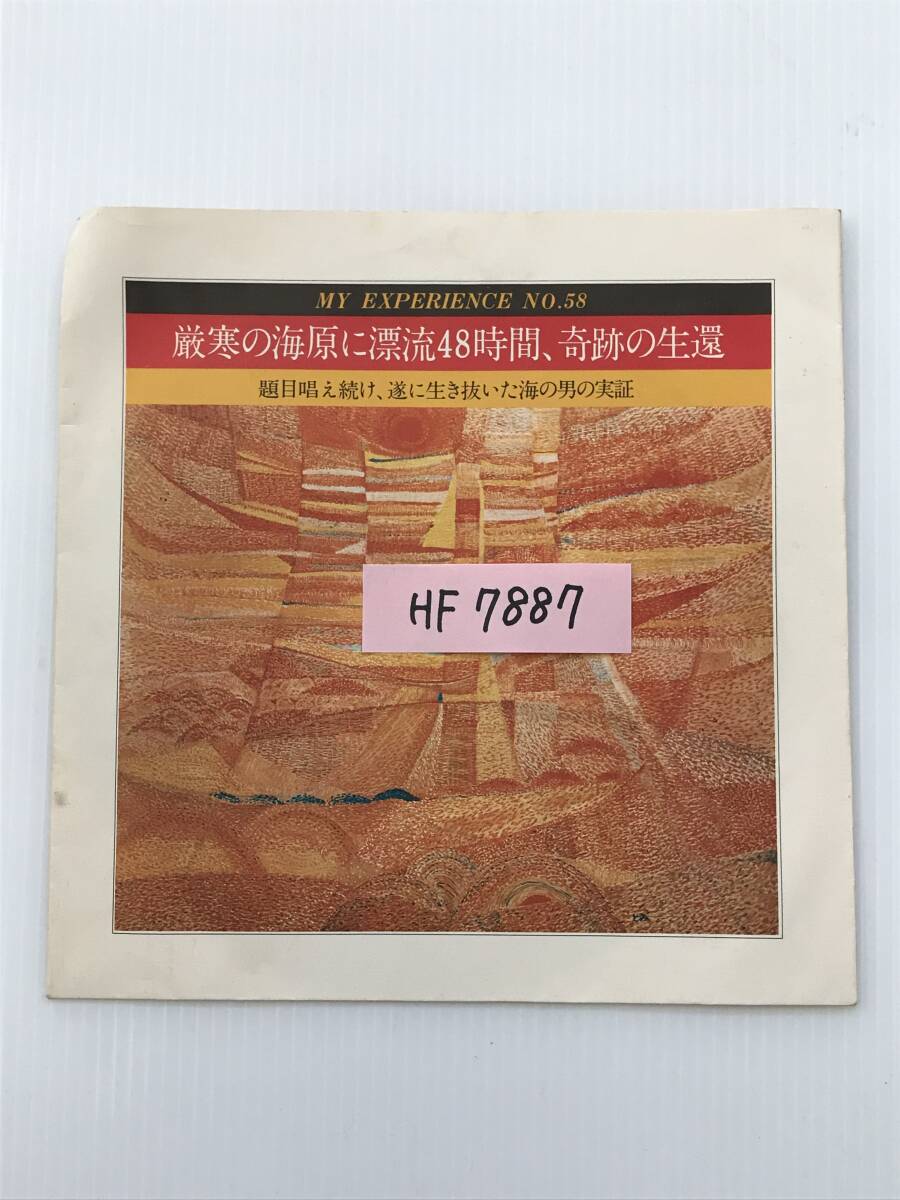 MY EXPERIENCE NO.58
厳寒の海原に漂流48時間、奇跡の生還
題目唱え続け、遂に生き抜いた海の男の実証
HF 7887